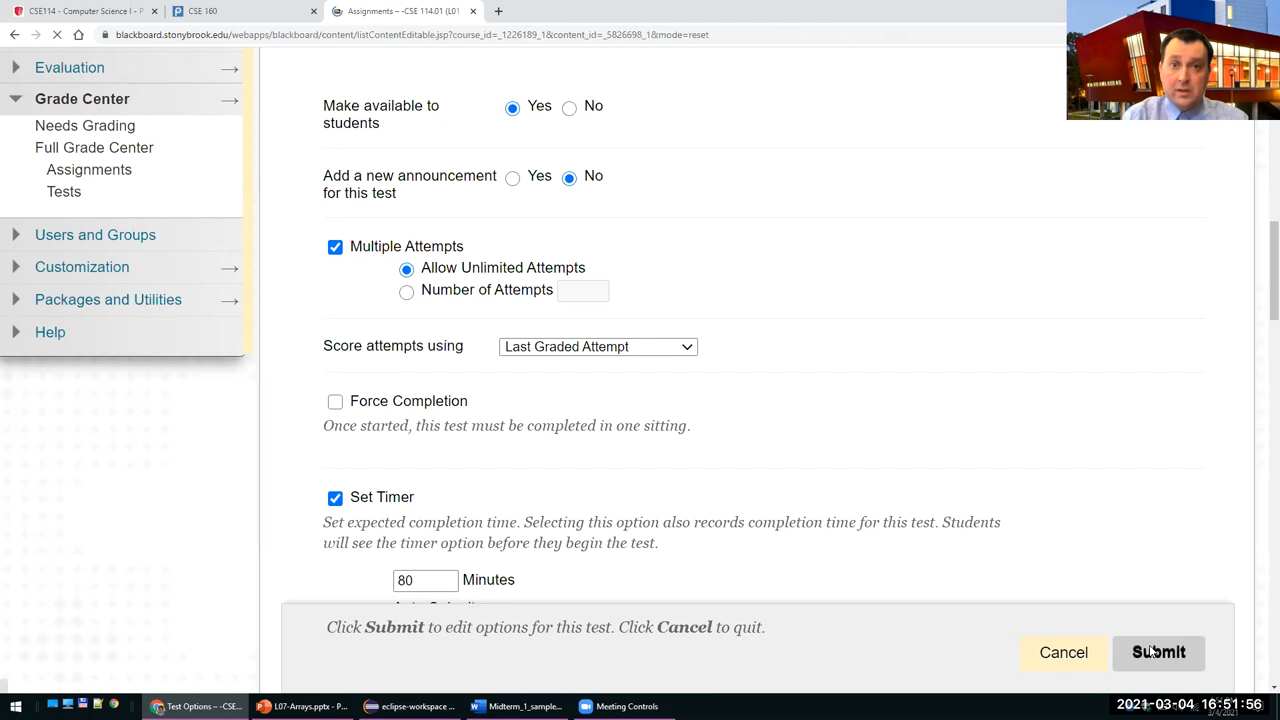 CSE114 - Computer Science I - P
CSE 160
Assignments – -CSE 114.01 (L01
blackboard.stonybrook.edu/webapps/blackboard/content/listContentEditable.jsp?course_id=_1226189_1&content_id=_5826698_1&mode=reset
Evaluation
Grade Center
Needs Grading
Full Grade Center
Assignments
Tests
Users and Groups
Customization
Packages and Utilities
Help
Make available to
students
Yes
No
Add a new announcement
for this test
Yes
No
Multiple Attempts
Allow Unlimited Attempts
Number of Attempts
Score attempts using
Last Graded Attempt
Force Completion
Once started, this test must be completed in one sitting.
Set Timer
Set expected completion time. Selecting this option also records completion time for this test. Students
will see the timer option before they begin the test.
80 Minutes
Click Submit to edit options for this test. Click Cancel to quit.
Cancel
Submit
Test Options – -CSE...
L07-Arrays.pptx - P...
eclipse-workspace ...
Midterm_1_sample...
Meeting Controls
2021-03-04 16:51:56